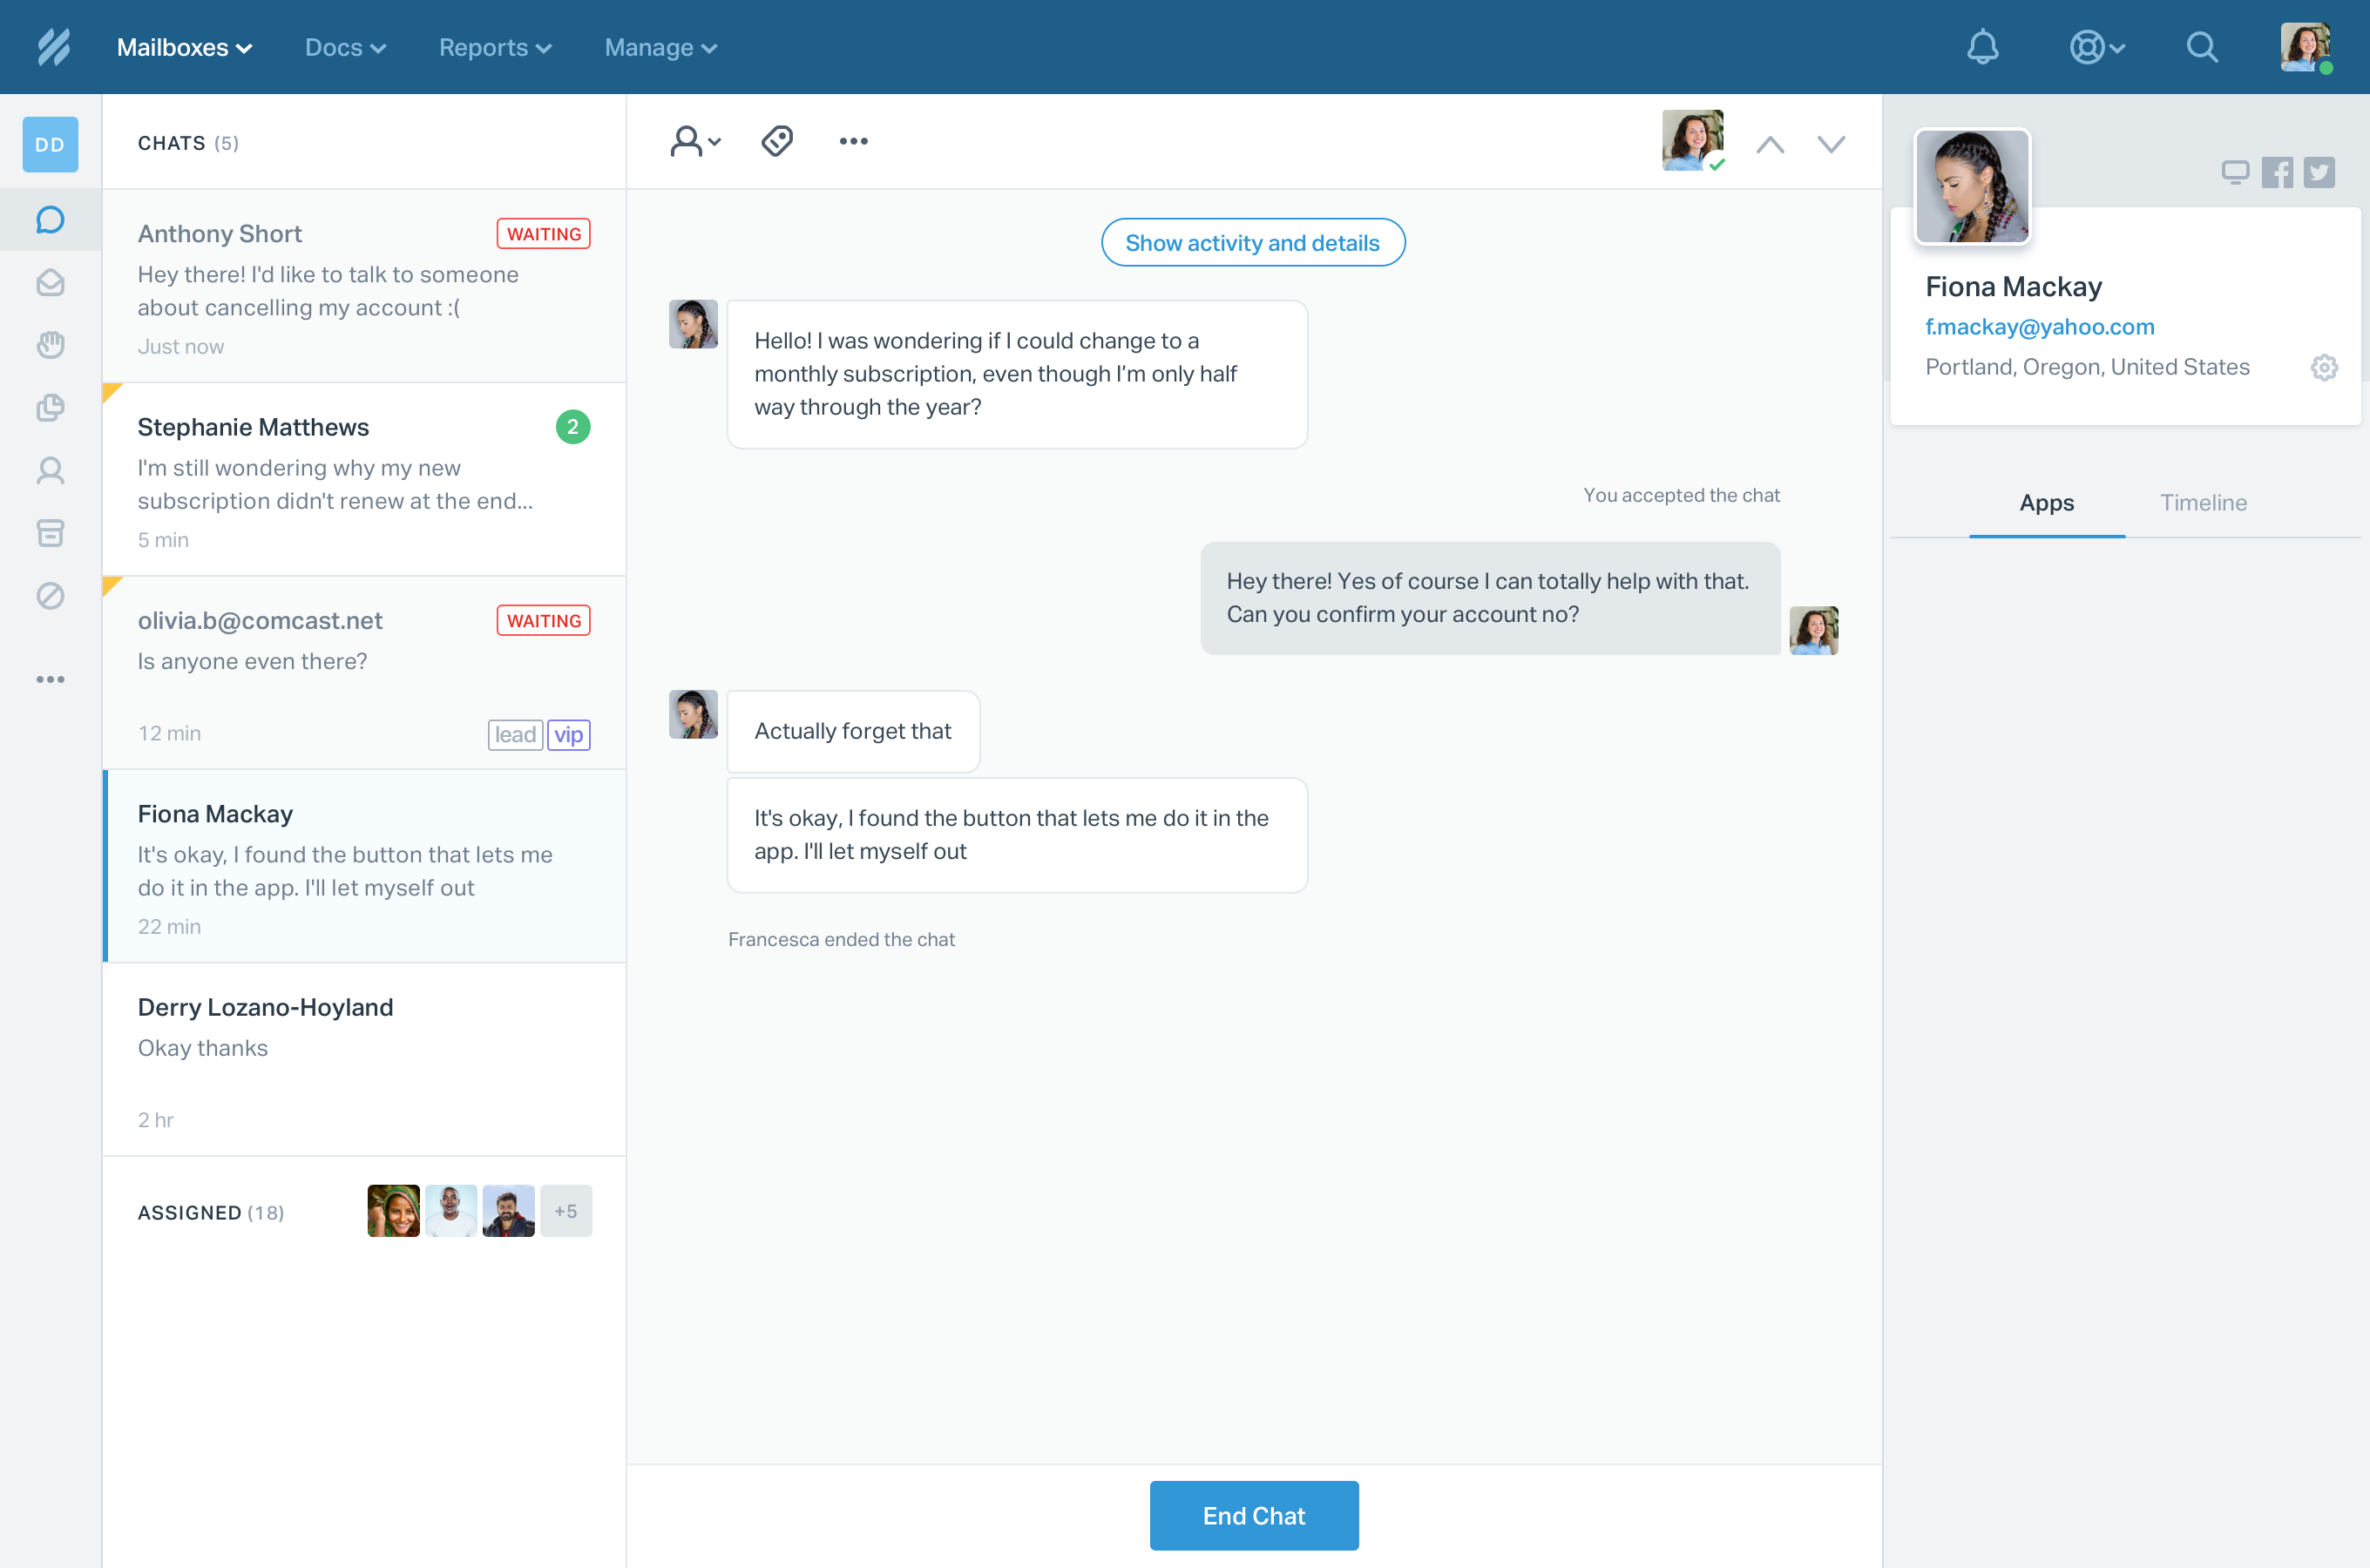 Mailboxes
Docs
Reports
Manage
DD
CHATS (5)
Anthony Short
WAITING
Hey there! I'd like to talk to someone
about cancelling my account :(
Just now
Stephanie Matthews
2
I'm still wondering why my new
subscription didn't renew at the end...
5 min
olivia.b@comcast.net
WAITING
Is anyone even there?
12 min
lead
vip
Fiona Mackay
It's okay, I found the button that lets me
do it in the app. I'll let myself out
22 min
Derry Lozano-Hoyland
Okay thanks
2 hr
ASSIGNED (18)
+5
Show activity and details
Hello! I was wondering if I could change to a
monthly subscription, even though I’m only half
way through the year?
You accepted the chat
Hey there! Yes of course I can totally help with that.
Can you confirm your account no?
Actually forget that
It's okay, I found the button that lets me do it in the
app. I'll let myself out
Francesca ended the chat
End Chat
Fiona Mackay
f.mackay@yahoo.com
Portland, Oregon, United States
Apps
Timeline